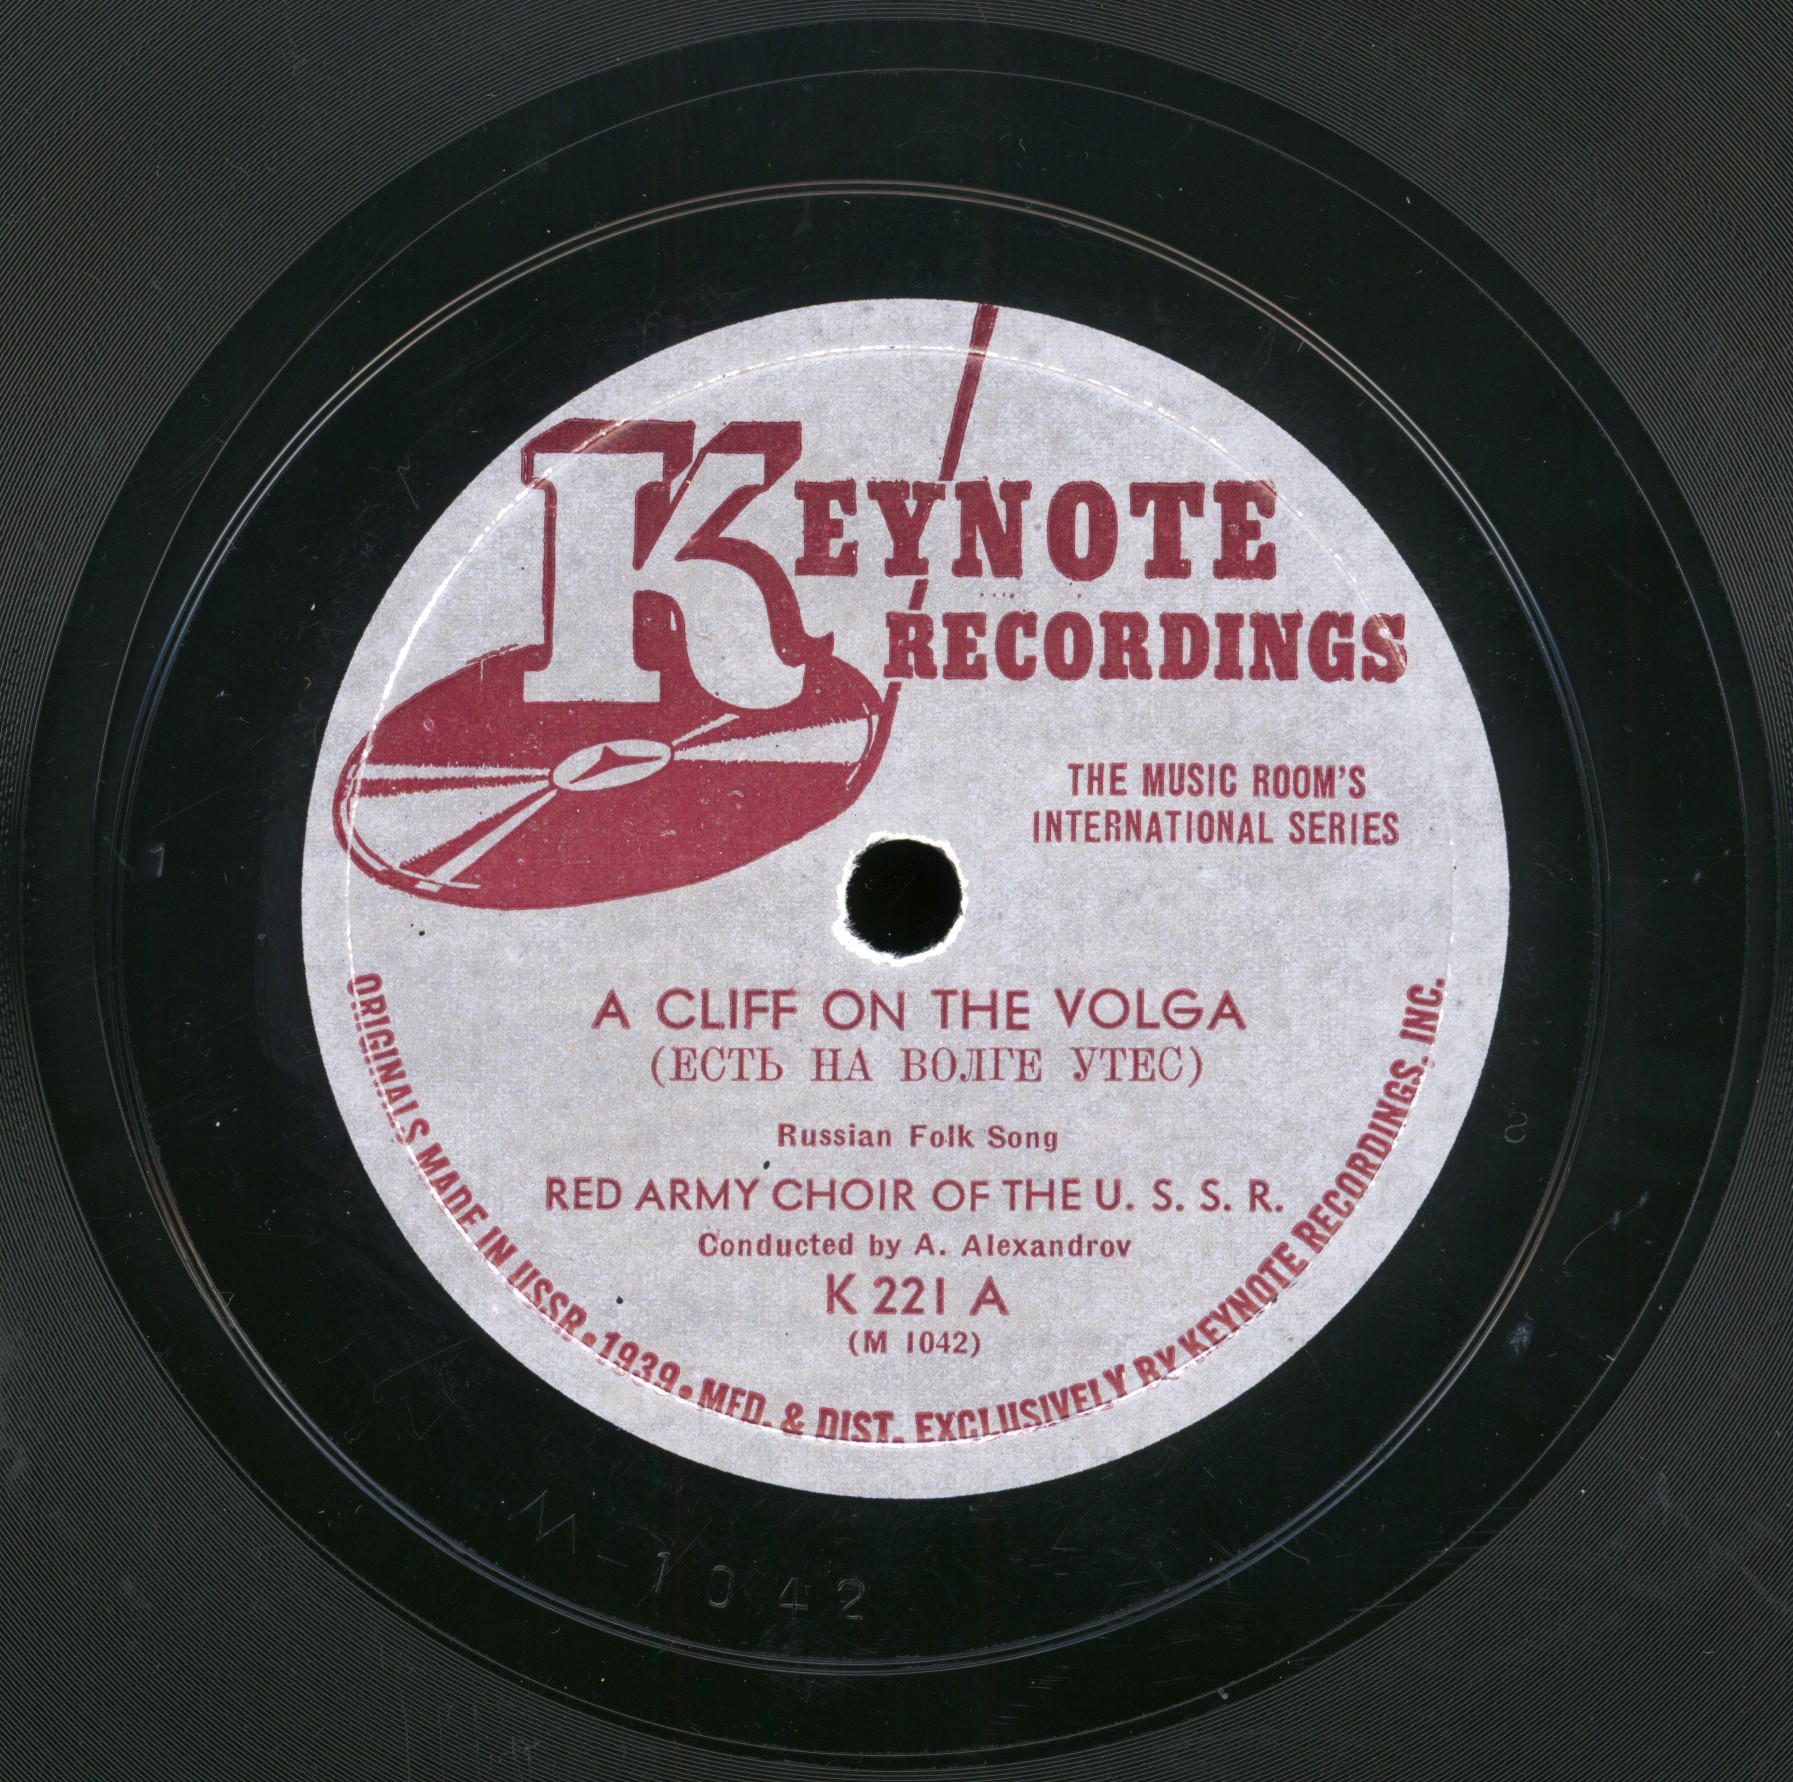 KEYNOTE
RECORDINGS
THE MUSIC ROOM'S
INTERNATIONAL SERIES
A CLIFF ON THE VOLGA
(ЕСТЬ НА ВОЛГЕ УТЕС)
Russian Folk Song
RED ARMY CHOIR OF THE U. S. S. R.
Conducted by A. Alexandrov
K 221 A
(M 1042)
ORIGINALS MADE IN USSR • 1939 • MFD. & DIST. EXCLUSIVELY BY KEYNOTE RECORDINGS, INC.
M-1042
1
2